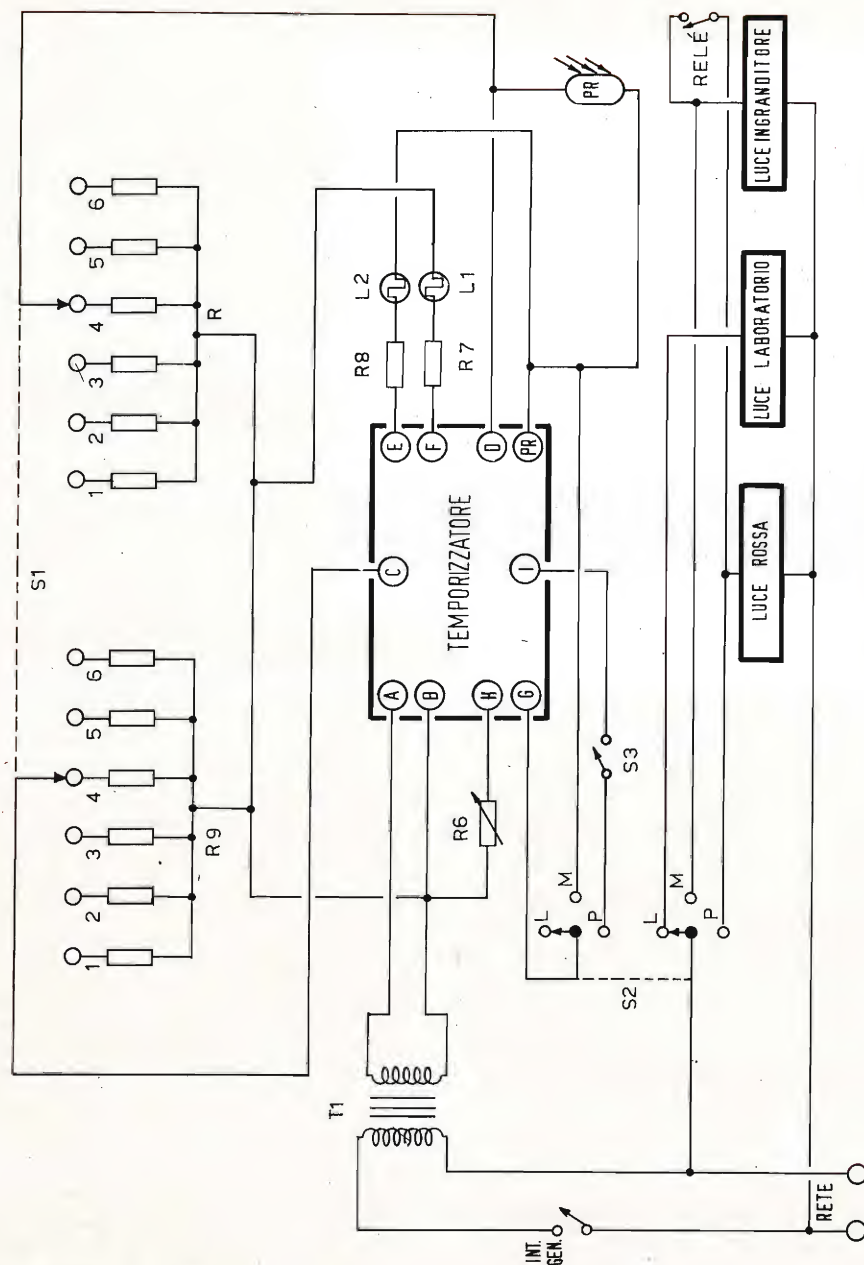 S1
1
2
3
4
5
6
R9
1
2
3
4
5
6
R
T1
R6
TEMPORIZZATORE
A
B
C
K
G
I
E
F
D
PR
R8
L2
R7
L1
PR
S2
L
M
P
S3
L
M
P
INT.
GEN.
RETE
LUCE ROSSA
LUCE LABORATORIO
LUCE INGRANDITORE
RELÉ